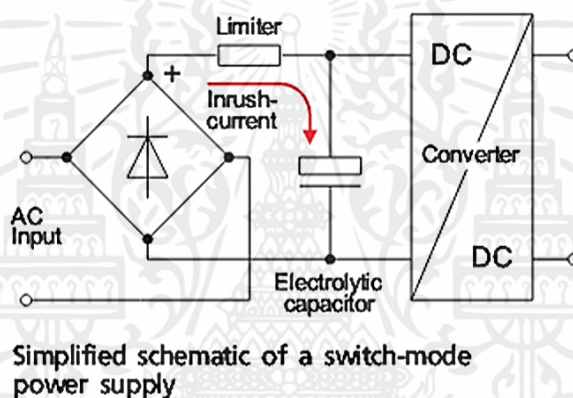 Limiter
+
DC
Inrush-
current
Converter
AC
Input
DC
Electrolytic
capacitor
Simplified schematic of a switch-mode
power supply